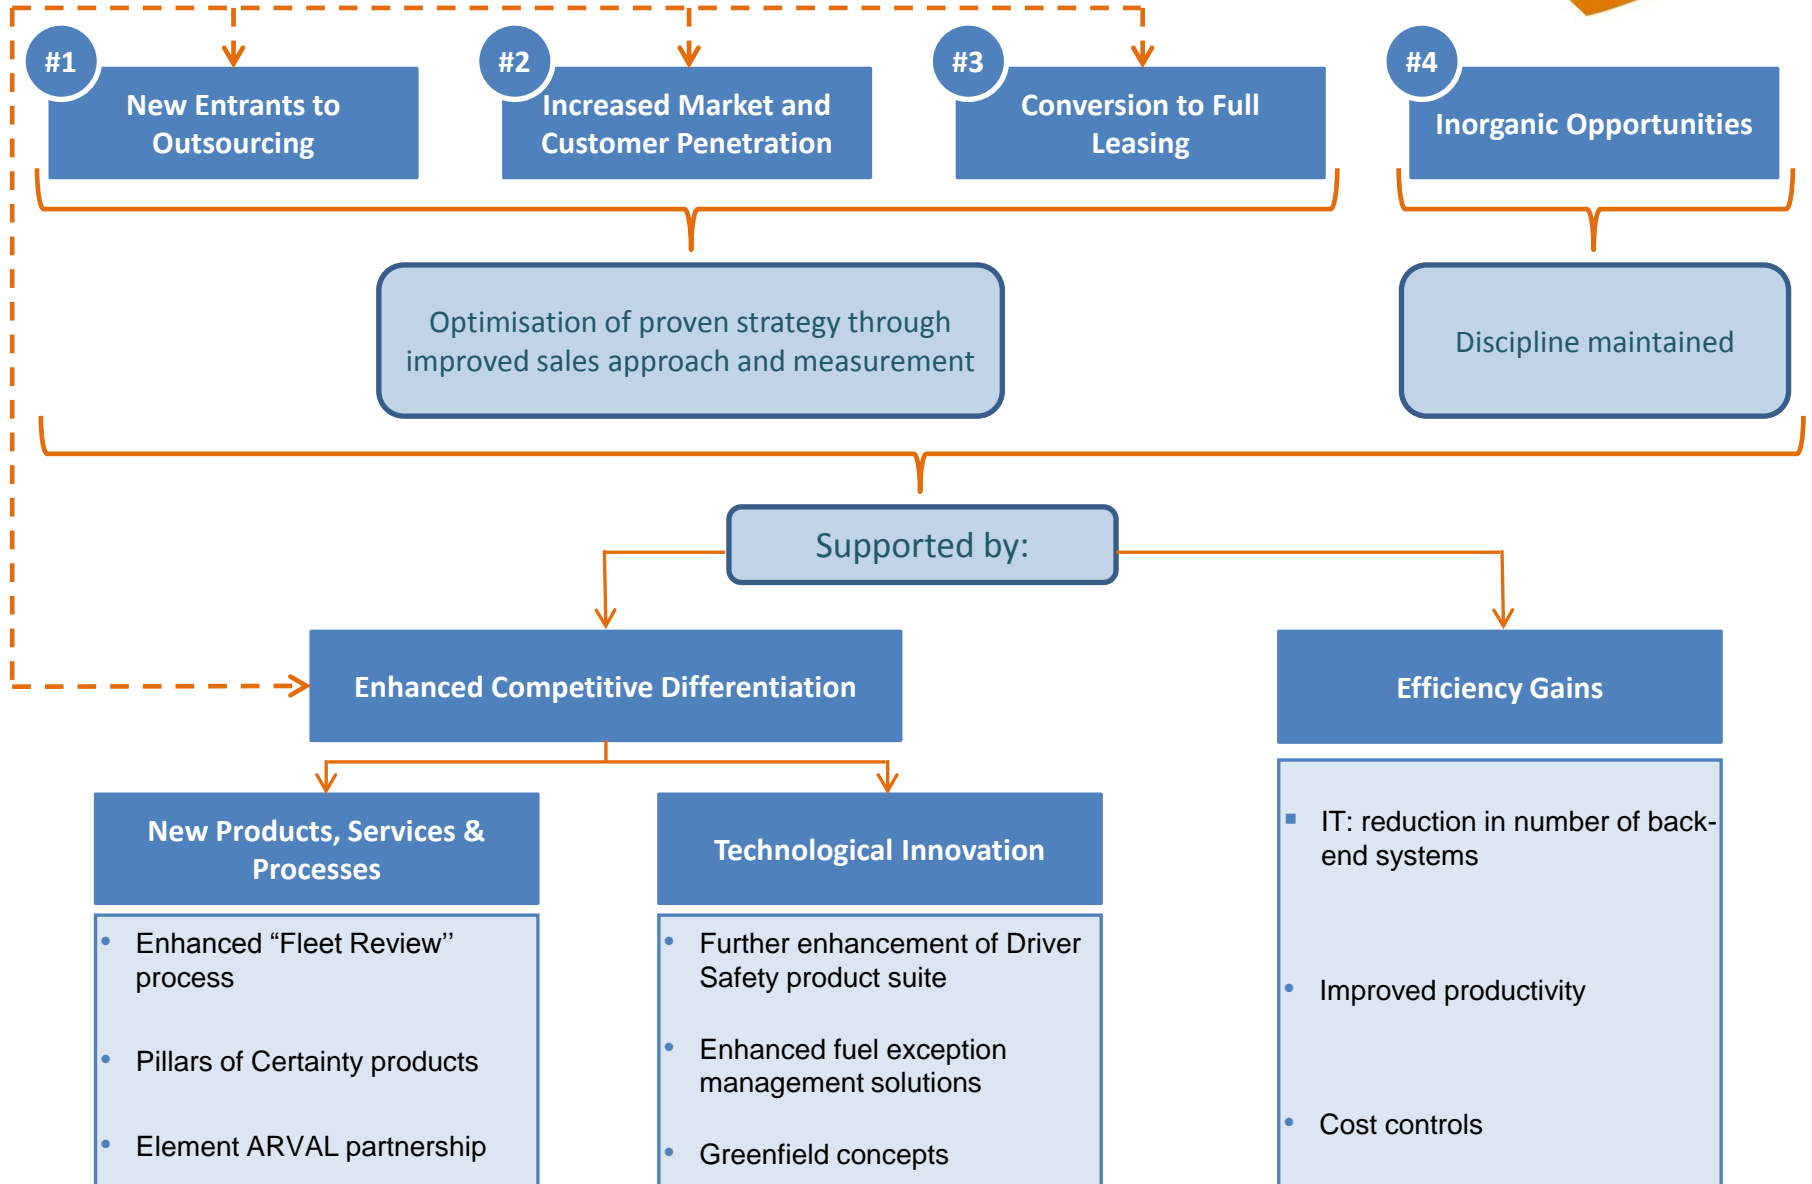 #1
New Entrants to
Outsourcing
#2
Increased Market and
Customer Penetration
#3
Conversion to Full
Leasing
#4
Inorganic Opportunities
Optimisation of proven strategy through
improved sales approach and measurement
Discipline maintained
Supported by:
Enhanced Competitive Differentiation
Efficiency Gains
New Products, Services &
Processes
• Enhanced “Fleet Review’’
process
• Pillars of Certainty products
• Element ARVAL partnership
Technological Innovation
• Further enhancement of Driver
Safety product suite
• Enhanced fuel exception
management solutions
• Greenfield concepts
▪ IT: reduction in number of back-
end systems
• Improved productivity
• Cost controls